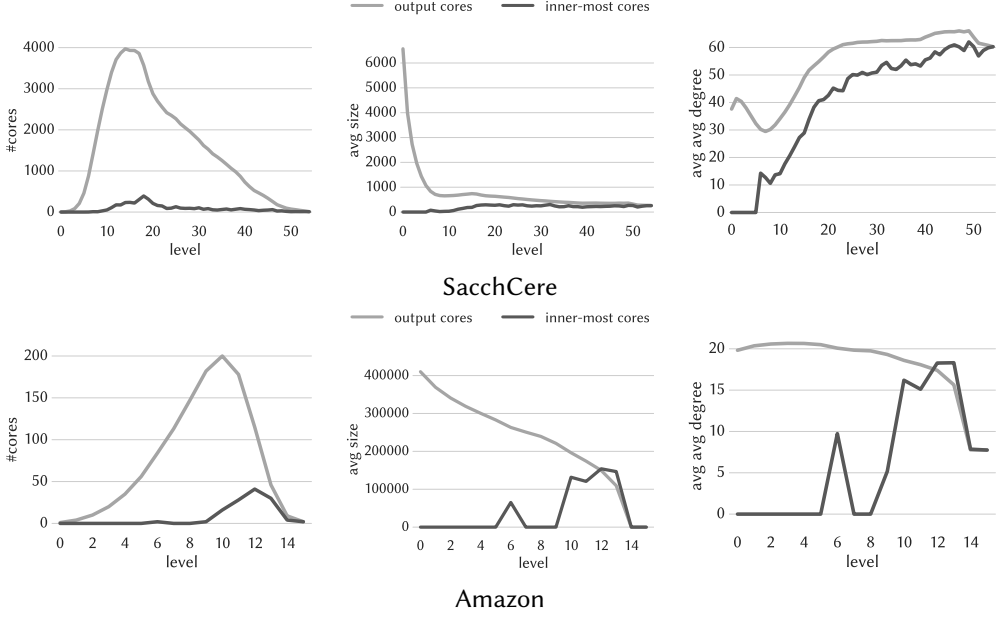 output cores inner-most cores
#cores
4000
3000
2000
1000
0
0 10 20 30 40 50
level
avg size
6000
5000
4000
3000
2000
1000
0
0 10 20 30 40 50
level
avg avg degree
60
50
40
30
20
10
0
0 10 20 30 40 50
level
SacchCere
output cores inner-most cores
#cores
200
150
100
50
0
0 2 4 6 8 10 12 14
level
avg size
400000
300000
200000
100000
0
0 2 4 6 8 10 12 14
level
avg avg degree
20
15
10
5
0
0 2 4 6 8 10 12 14
level
Amazon